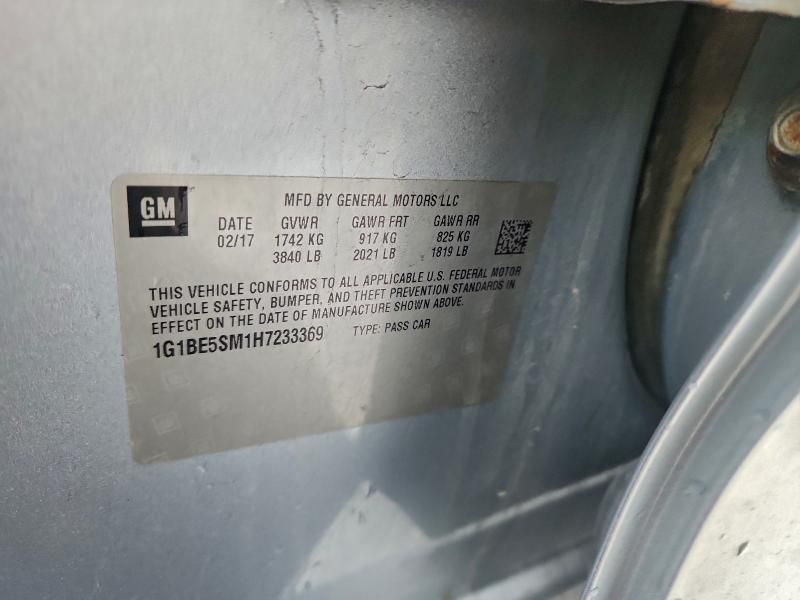 GM
MFD BY GENERAL MOTORS LLC
DATE GVWR GAWR FRT GAWR RR
02/17 1742 KG 917 KG 825 KG
3840 LB 2021 LB 1819 LB
THIS VEHICLE CONFORMS TO ALL APPLICABLE U.S. FEDERAL MOTOR
VEHICLE SAFETY, BUMPER, AND THEFT PREVENTION STANDARDS IN
EFFECT ON THE DATE OF MANUFACTURE SHOWN ABOVE.
1G1BE5SM1H7233369 TYPE: PASS CAR